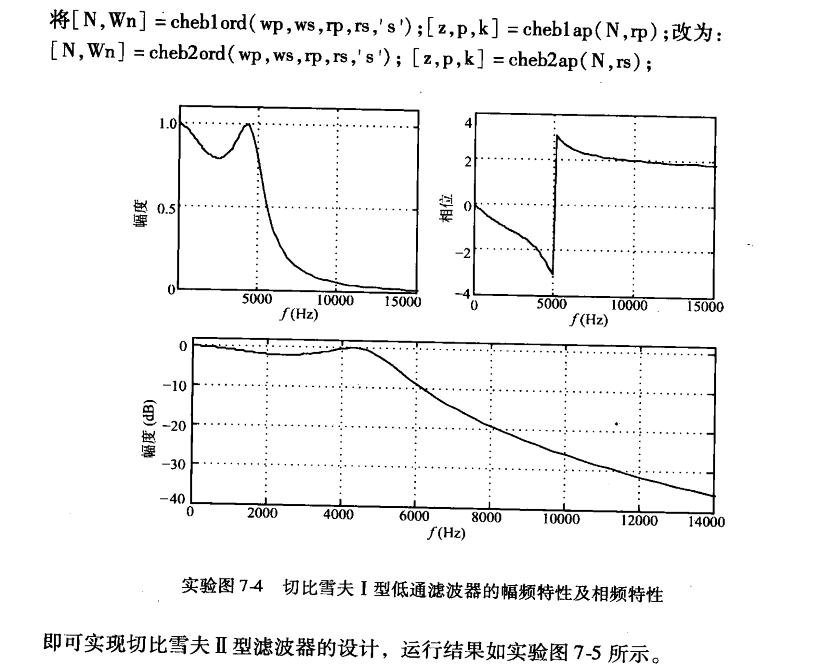 将[N,Wn]=cheb1ord(wp,ws,rp,rs,'s');[z,p,k]=cheb1ap(N,rp);改为:
[N,Wn]=cheb2ord(wp,ws,rp,rs,'s'); [z,p,k]=cheb2ap(N,rs);
1.0
0.5
0
幅度
5000 10000 15000
f(Hz)
4
2
0
-2
-4
相位
0 5000 10000 15000
f(Hz)
0
-10
-20
-30
-40
幅度(dB)
0 2000 4000 6000 8000 10000 12000 14000
f(Hz)
实验图7-4 切比雪夫Ⅰ型低通滤波器的幅频特性及相频特性
即可实现切比雪夫Ⅱ型滤波器的设计，运行结果如实验图7-5所示。